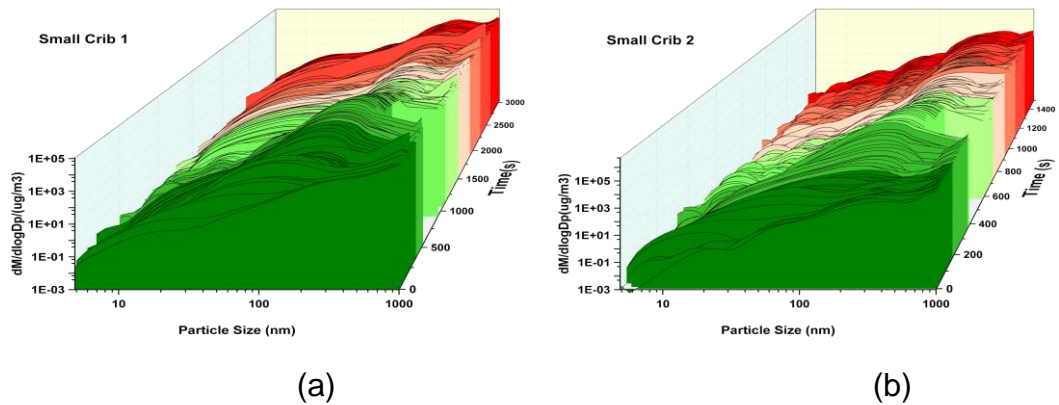 Small Crib 1
dM/dlogDp/(ug/m3)
1E+05
1E+03
1E+01
1E-01
1E-03
10
100
1000
Particle Size (nm)
0
500
1000
1500
2000
2500
3000
Time(s)
(a)
Small Crib 2
dM/dlogDp(ug/m3)
1E+05
1E+03
1E+01
1E-01
1E-03
10
100
1000
Particle Size (nm)
0
200
400
600
800
1000
1200
1400
Time (s)
(b)